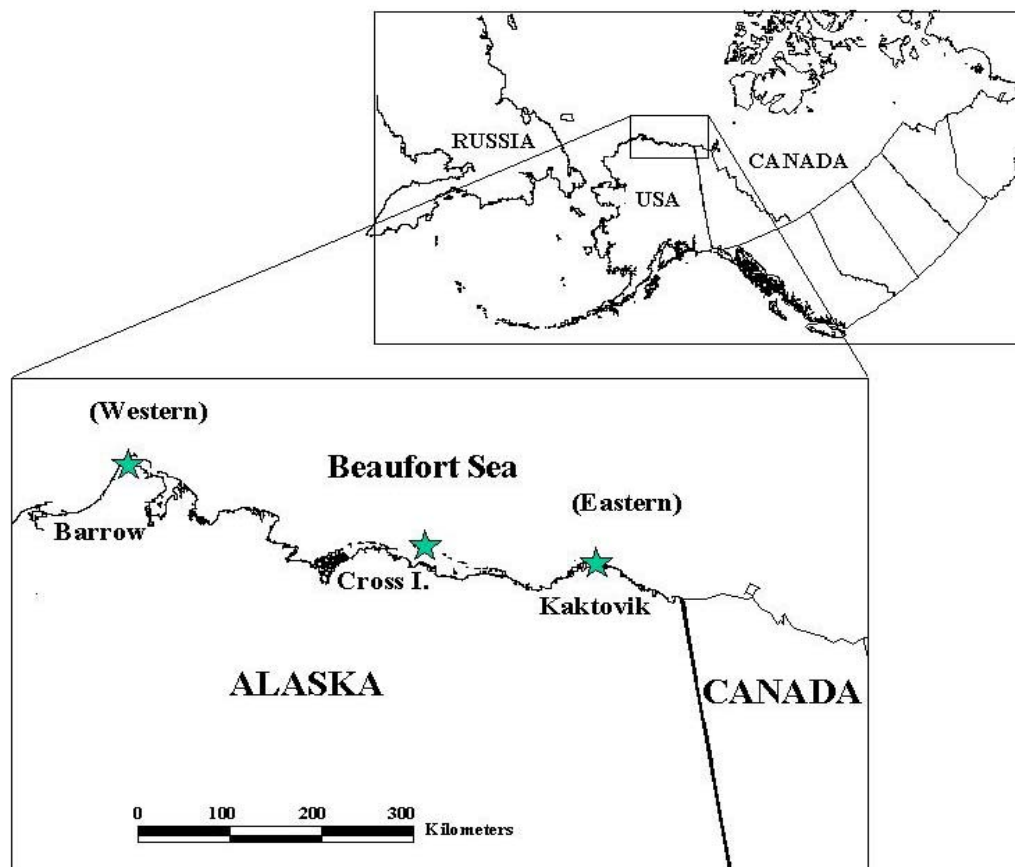 RUSSIA
CANADA
USA
(Western)
Beaufort Sea
(Eastern)
Barrow
Cross I.
Kaktovik
ALASKA
CANADA
0 100 200 300
Kilometers